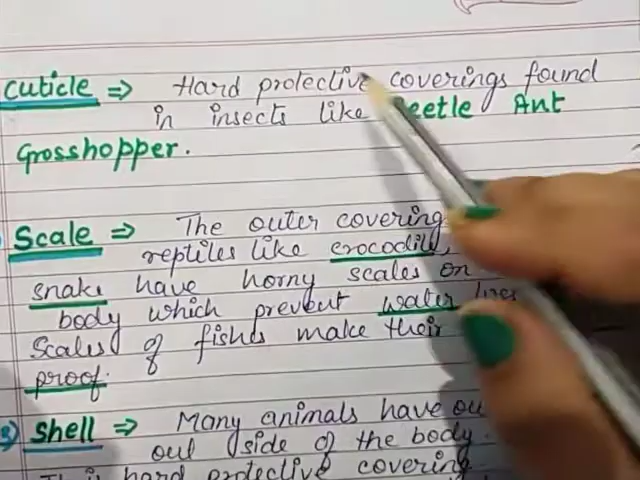 cuticle ⇒ Hard protective coverings found
in insects like Beetle Ant
Grosshopper.
Scale ⇒ The outer covering
reptiles like crocodile,
snake have horny scales on
body which prevent water
Scales of fishes make their
proof.
3) Shell ⇒ Many animals have
out side of the body.
hard protective covering